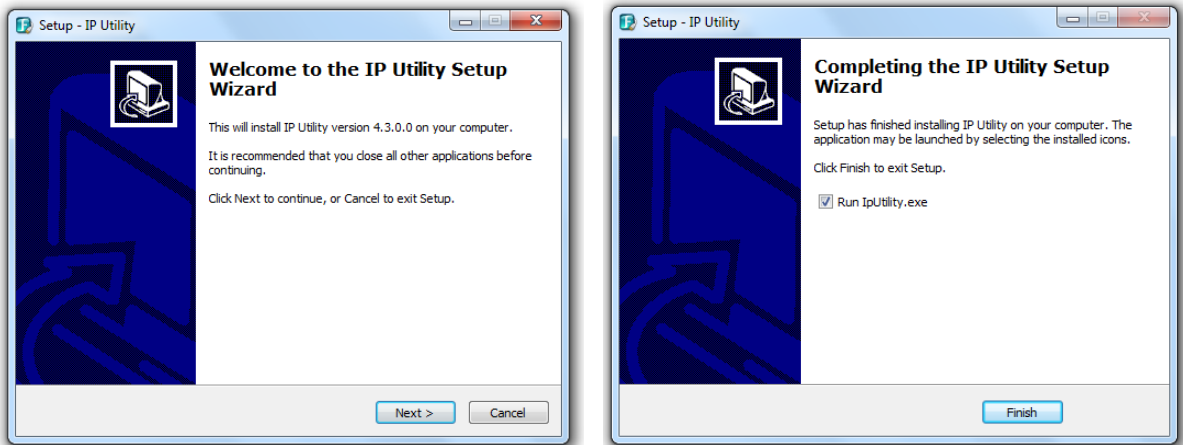 Setup - IP Utility
Welcome to the IP Utility Setup
Wizard
This will install IP Utility version 4.3.0.0 on your computer.
It is recommended that you close all other applications before
continuing.
Click Next to continue, or Cancel to exit Setup.
Next >
Cancel
Setup - IP Utility
Completing the IP Utility Setup
Wizard
Setup has finished installing IP Utility on your computer. The
application may be launched by selecting the installed icons.
Click Finish to exit Setup.
Run IpUtility.exe
Finish